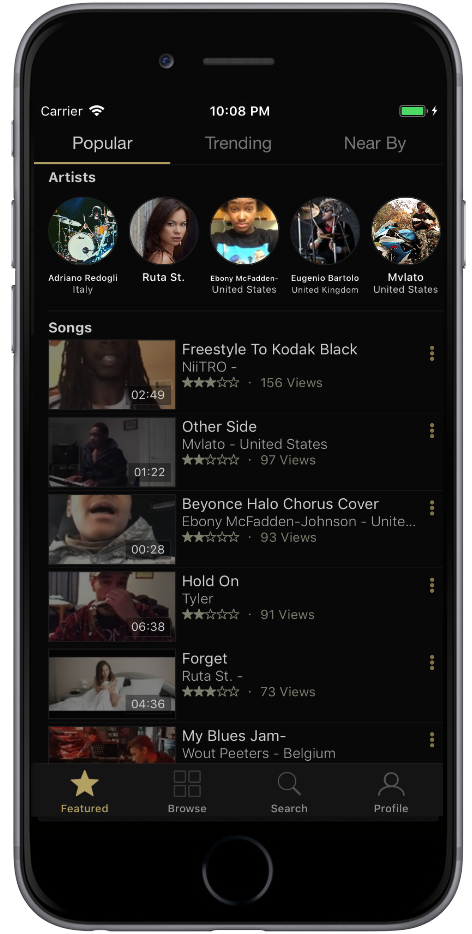 Carrier 10:08 PM
Popular Trending Near By
Artists
Adriano Redogli Ruta St. Ebony McFadden- Eugenio Bartolo Mvlato
Italy United States United Kingdom United States
Songs
Freestyle To Kodak Black
NiiTRO -
02:49 · 156 Views
Other Side
Mvlato - United States
01:22 · 97 Views
Beyonce Halo Chorus Cover
Ebony McFadden-Johnson - Unite...
00:28 · 93 Views
Hold On
Tyler
06:38 · 91 Views
Forget
Ruta St. -
04:36 · 73 Views
My Blues Jam-
Wout Peeters - Belgium
Featured Browse Search Profile